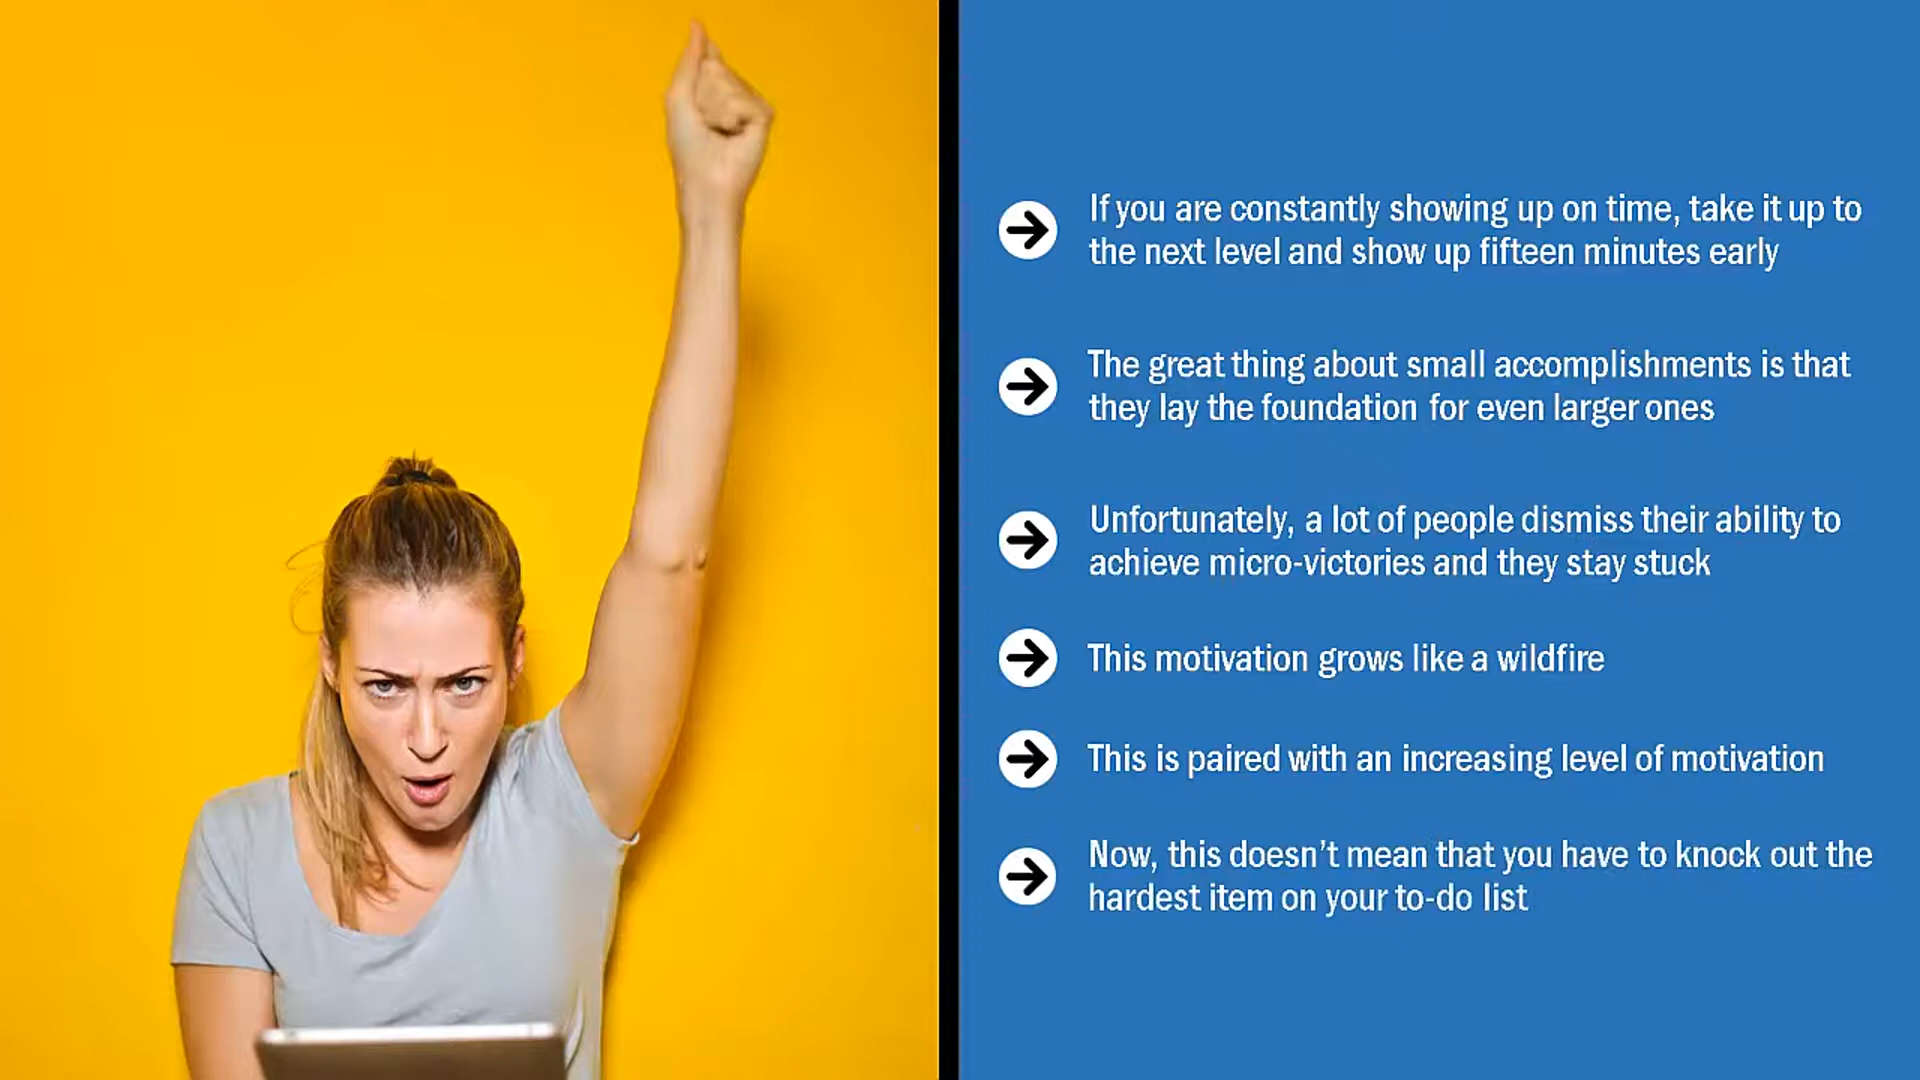 If you are constantly showing up on time, take it up to
the next level and show up fifteen minutes early
The great thing about small accomplishments is that
they lay the foundation for even larger ones
Unfortunately, a lot of people dismiss their ability to
achieve micro-victories and they stay stuck
This motivation grows like a wildfire
This is paired with an increasing level of motivation
Now, this doesn’t mean that you have to knock out the
hardest item on your to-do list